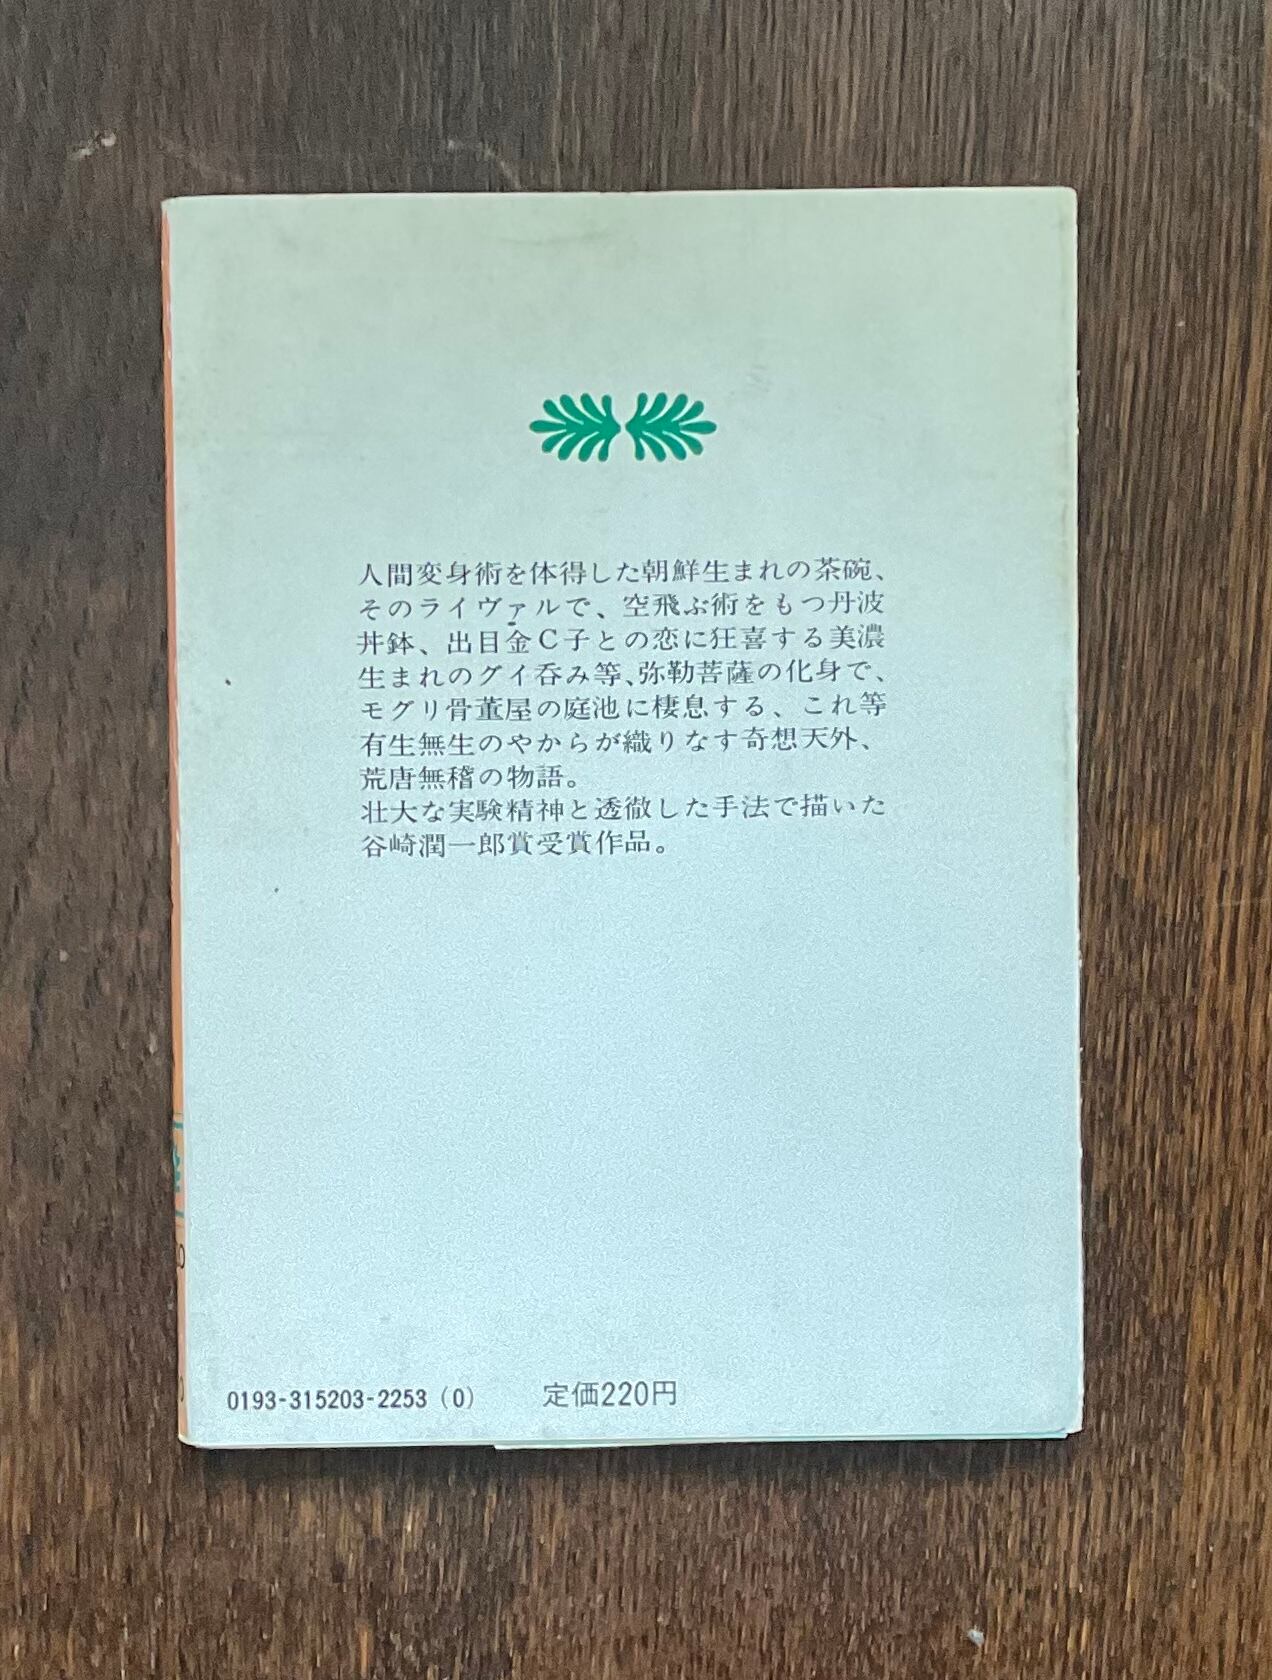 人間変身術を体得した朝鮮生まれの茶碗、
そのライヴァルで、空飛ぶ術をもつ丹波
丼鉢、出目金C子との恋に狂喜する美濃
生まれのグイ呑み等、弥勒菩薩の化身で、
モグリ骨董屋の庭池に棲息する、これ等
有生無生のやからが織りなす奇想天外、
荒唐無稽の物語。
壮大な実験精神と透徹した手法で描いた
谷崎潤一郎賞受賞作品。
0193-315203-2253（0） 定価220円